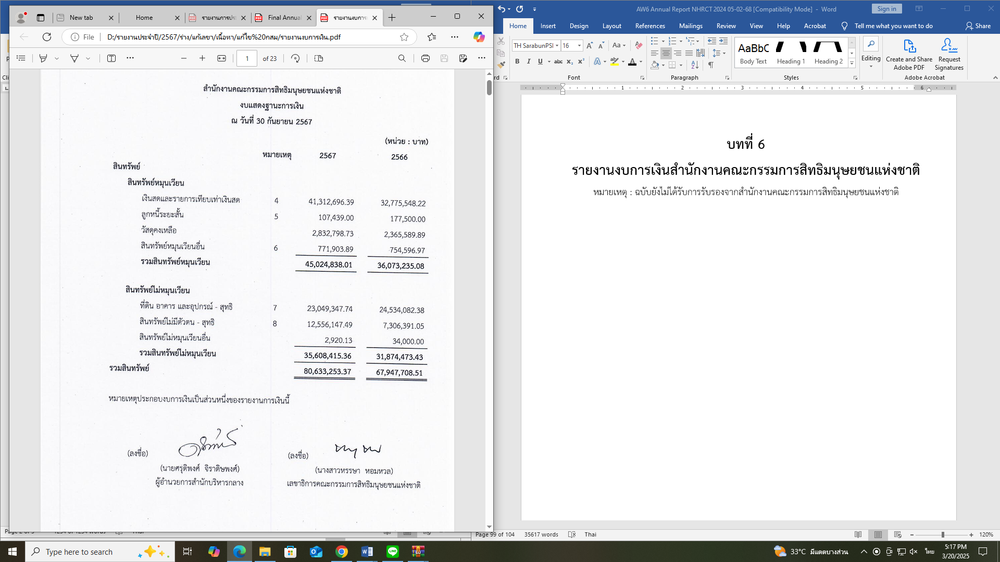 New tab
Home
รายงานการประ
Final Annual
รายงานงบการเ
File
D:/รายงานประจำปี/2567/ร่าง/แก้เลขา/เนื้อหา/แก้ไข%20กสม/รายงานงบการเงิน.pdf
1 of 23
สำนักงานคณะกรรมการสิทธิมนุษยชนแห่งชาติ
งบแสดงฐานะการเงิน
ณ วันที่ 30 กันยายน 2567
(หน่วย : บาท)
หมายเหตุ 2567 2566
สินทรัพย์
สินทรัพย์หมุนเวียน
เงินสดและรายการเทียบเท่าเงินสด 4 41,312,696.39 32,775,548.22
ลูกหนี้ระยะสั้น 5 107,439.00 177,500.00
วัสดุคงเหลือ 2,832,798.73 2,365,589.89
สินทรัพย์หมุนเวียนอื่น 6 771,903.89 754,596.97
รวมสินทรัพย์หมุนเวียน 45,024,838.01 36,073,235.08
สินทรัพย์ไม่หมุนเวียน
ที่ดิน อาคาร และอุปกรณ์ - สุทธิ 7 23,049,347.74 24,534,082.38
สินทรัพย์ไม่มีตัวตน - สุทธิ 8 12,556,147.49 7,306,391.05
สินทรัพย์ไม่หมุนเวียนอื่น 2,920.13 34,000.00
รวมสินทรัพย์ไม่หมุนเวียน 35,608,415.36 31,874,473.43
รวมสินทรัพย์ 80,633,253.37 67,947,708.51
หมายเหตุประกอบงบการเงินเป็นส่วนหนึ่งของรายงานการเงินนี้
(ลงชื่อ) (ลงชื่อ)
(นายศรุติพงศ์ จิราดิษพงศ์) (นางสาวหรรษา หอมหวล)
ผู้อำนวยการสำนักบริหารกลาง เลขาธิการคณะกรรมการสิทธิมนุษยชนแห่งชาติ
AW6 Annual Report NHRCT 2024 05-02-68 [Compatibility Mode] - Word
Sign in
Home Insert Design Layout References Mailings Review View Help Acrobat Tell me what you want to do Share
TH SarabunPSI 16
Font
Paragraph
AaBbC
Body Text Heading 1 Heading 2
Styles
Editing
Create and Share Adobe PDF
Request Signatures
Adobe Acrobat
1 2 3 4 5 6
บทที่ 6
รายงานงบการเงินสำนักงานคณะกรรมการสิทธิมนุษยชนแห่งชาติ
หมายเหตุ : ฉบับยังไม่ได้รับการรับรองจากสำนักงานคณะกรรมการสิทธิมนุษยชนแห่งชาติ
Page 99 of 104 35617 words Thai 120%
Type here to search
33°C มีแดดบางส่วน
ไทย
5:17 PM
3/20/2025